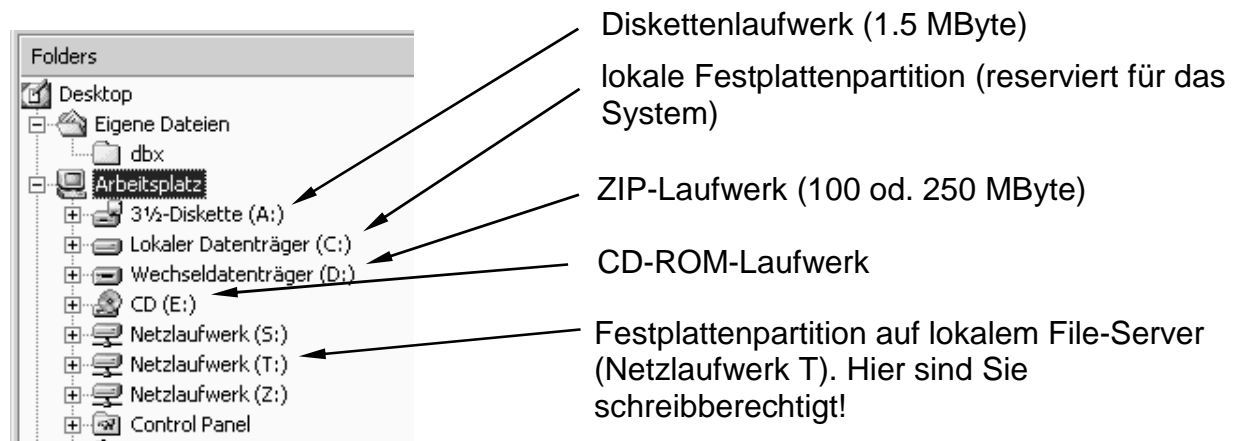 Folders
Desktop
Eigene Dateien
dbx
Arbeitsplatz
3½-Diskette (A:)
Lokaler Datenträger (C:)
Wechseldatenträger (D:)
CD (E:)
Netzlaufwerk (S:)
Netzlaufwerk (T:)
Netzlaufwerk (Z:)
Control Panel
Diskettenlaufwerk (1.5 MByte)
lokale Festplattenpartition (reserviert für das
System)
ZIP-Laufwerk (100 od. 250 MByte)
CD-ROM-Laufwerk
Festplattenpartition auf lokalem File-Server
(Netzlaufwerk T). Hier sind Sie
schreibberechtigt!